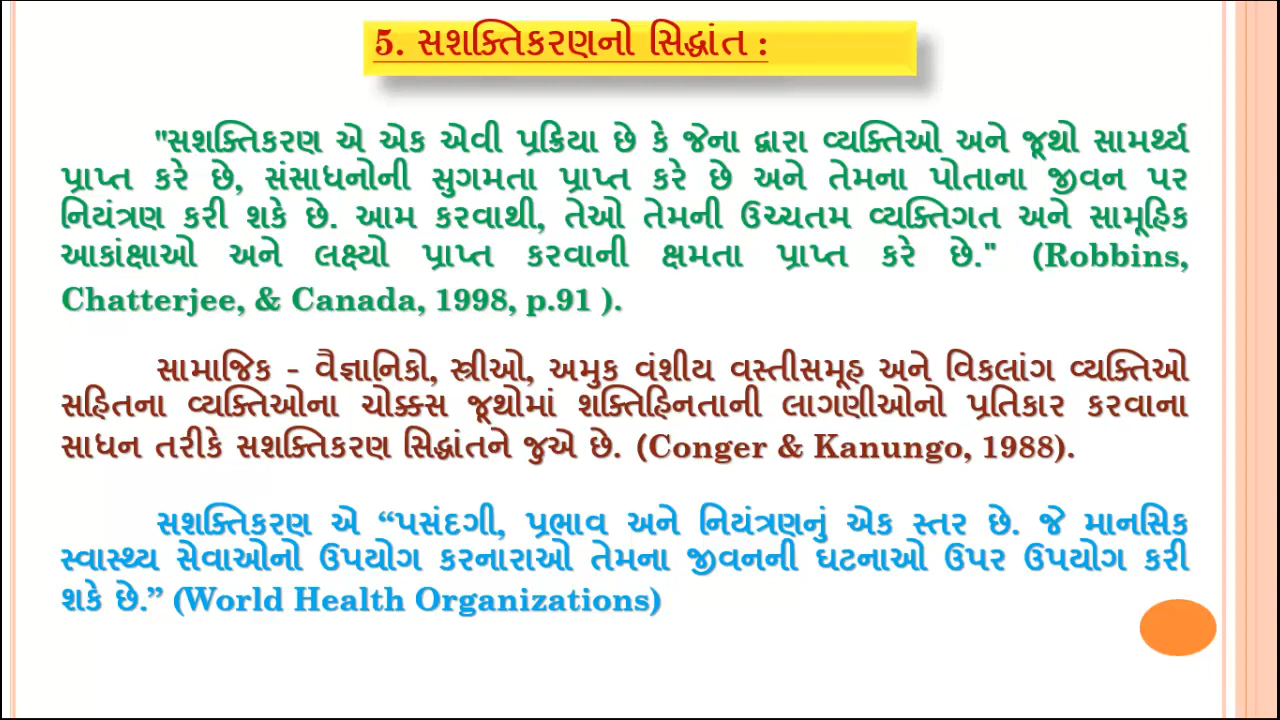 5. સશક્તિકરણનો સિદ્ધાંત :
"સશક્તિકરણ એ એક એવી પ્રક્રિયા છે કે જેના દ્વારા વ્યક્તિઓ અને જૂથો સામર્થ્ય
પ્રાપ્ત કરે છે, સંસાધનોની સુગમતા પ્રાપ્ત કરે છે અને તેમના પોતાના જીવન પર
નિયંત્રણ કરી શકે છે. આમ કરવાથી, તેઓ તેમની ઉચ્ચતમ વ્યક્તિગત અને સામૂહિક
આકાંક્ષાઓ અને લક્ષ્યો પ્રાપ્ત કરવાની ક્ષમતા પ્રાપ્ત કરે છે." (Robbins,
Chatterjee, & Canada, 1998, p.91 ).
સામાજિક - વૈજ્ઞાનિકો, સ્ત્રીઓ, અમુક વંશીય વસ્તીસમૂહ અને વિકલાંગ વ્યક્તિઓ
સહિતના વ્યક્તિઓના ચોક્કસ જૂથોમાં શક્તિહિનતાની લાગણીઓનો પ્રતિકાર કરવાના
સાધન તરીકે સશક્તિકરણ સિદ્ધાંતને જુએ છે. (Conger & Kanungo, 1988).
સશક્તિકરણ એ “પસંદગી, પ્રભાવ અને નિયંત્રણનું એક સ્તર છે. જે માનસિક
સ્વાસ્થ્ય સેવાઓનો ઉપયોગ કરનારાઓ તેમના જીવનની ઘટનાઓ ઉપર ઉપયોગ કરી
શકે છે.” (World Health Organizations)